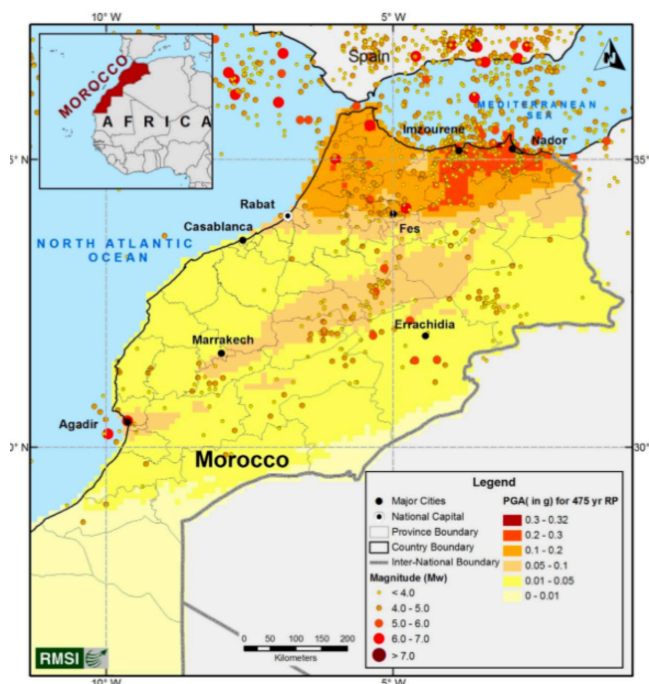 10°W
5°W
MOROCCO
AFRICA
Spain
MEDITERRANEAN
SEA
Imzourene
Nador
5°N
Rabat
Casablanca
Fes
NORTH ATLANTIC
OCEAN
Marrakech
Errachidia
Agadir
0°N
Morocco
Legend
Major Cities
National Capital
Province Boundary
Country Boundary
Inter-National Boundary
Magnitude (Mw)
< 4.0
4.0 - 5.0
5.0 - 6.0
6.0 - 7.0
> 7.0
PGA( in g) for 475 yr RP
0.3 - 0.32
0.2 - 0.3
0.1 - 0.2
0.05 - 0.1
0.01 - 0.05
0 - 0.01
0 50 100 150 200
Kilometers
RMSI
10°W
5°W